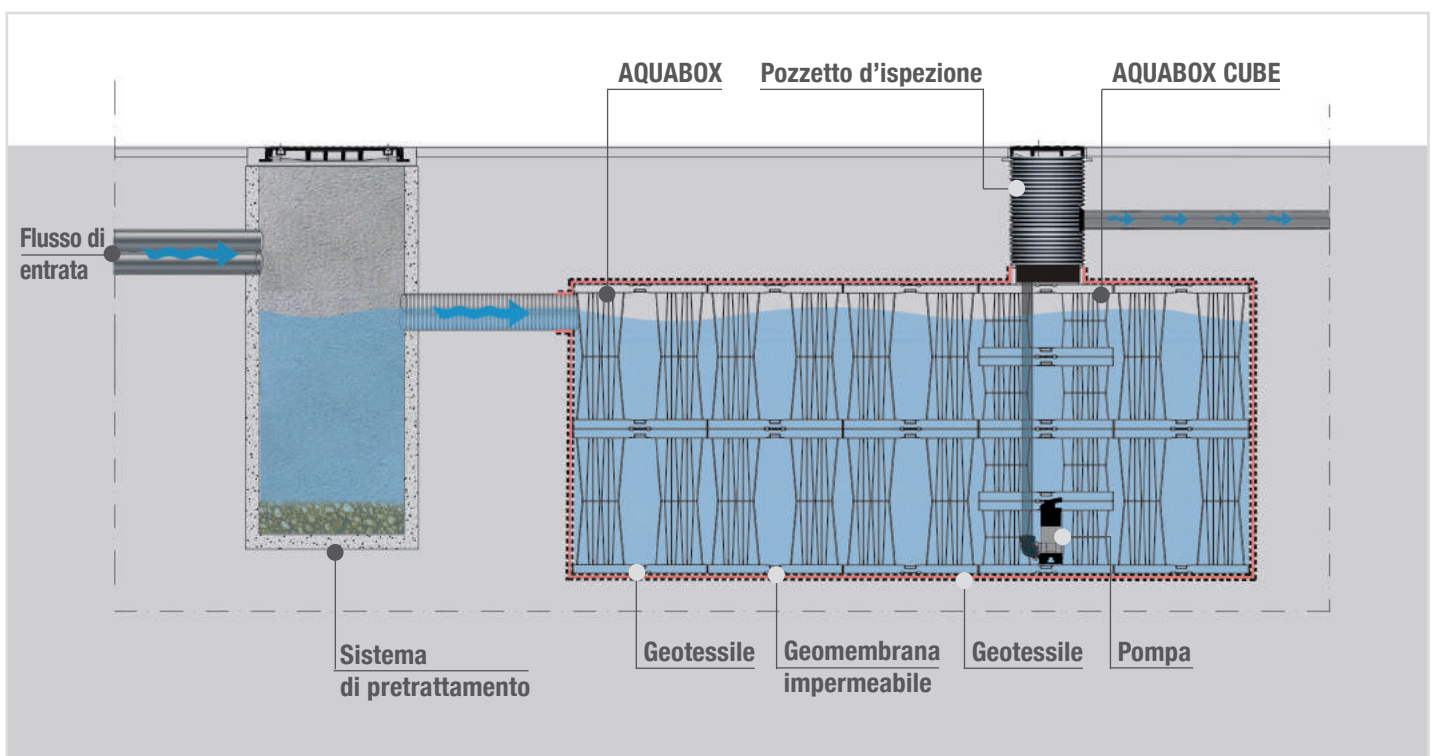 AQUABOX
Pozzetto d'ispezione
AQUABOX CUBE
Flusso di
entrata
Sistema
di pretrattamento
Geotessile
Geomembrana
impermeabile
Geotessile
Pompa